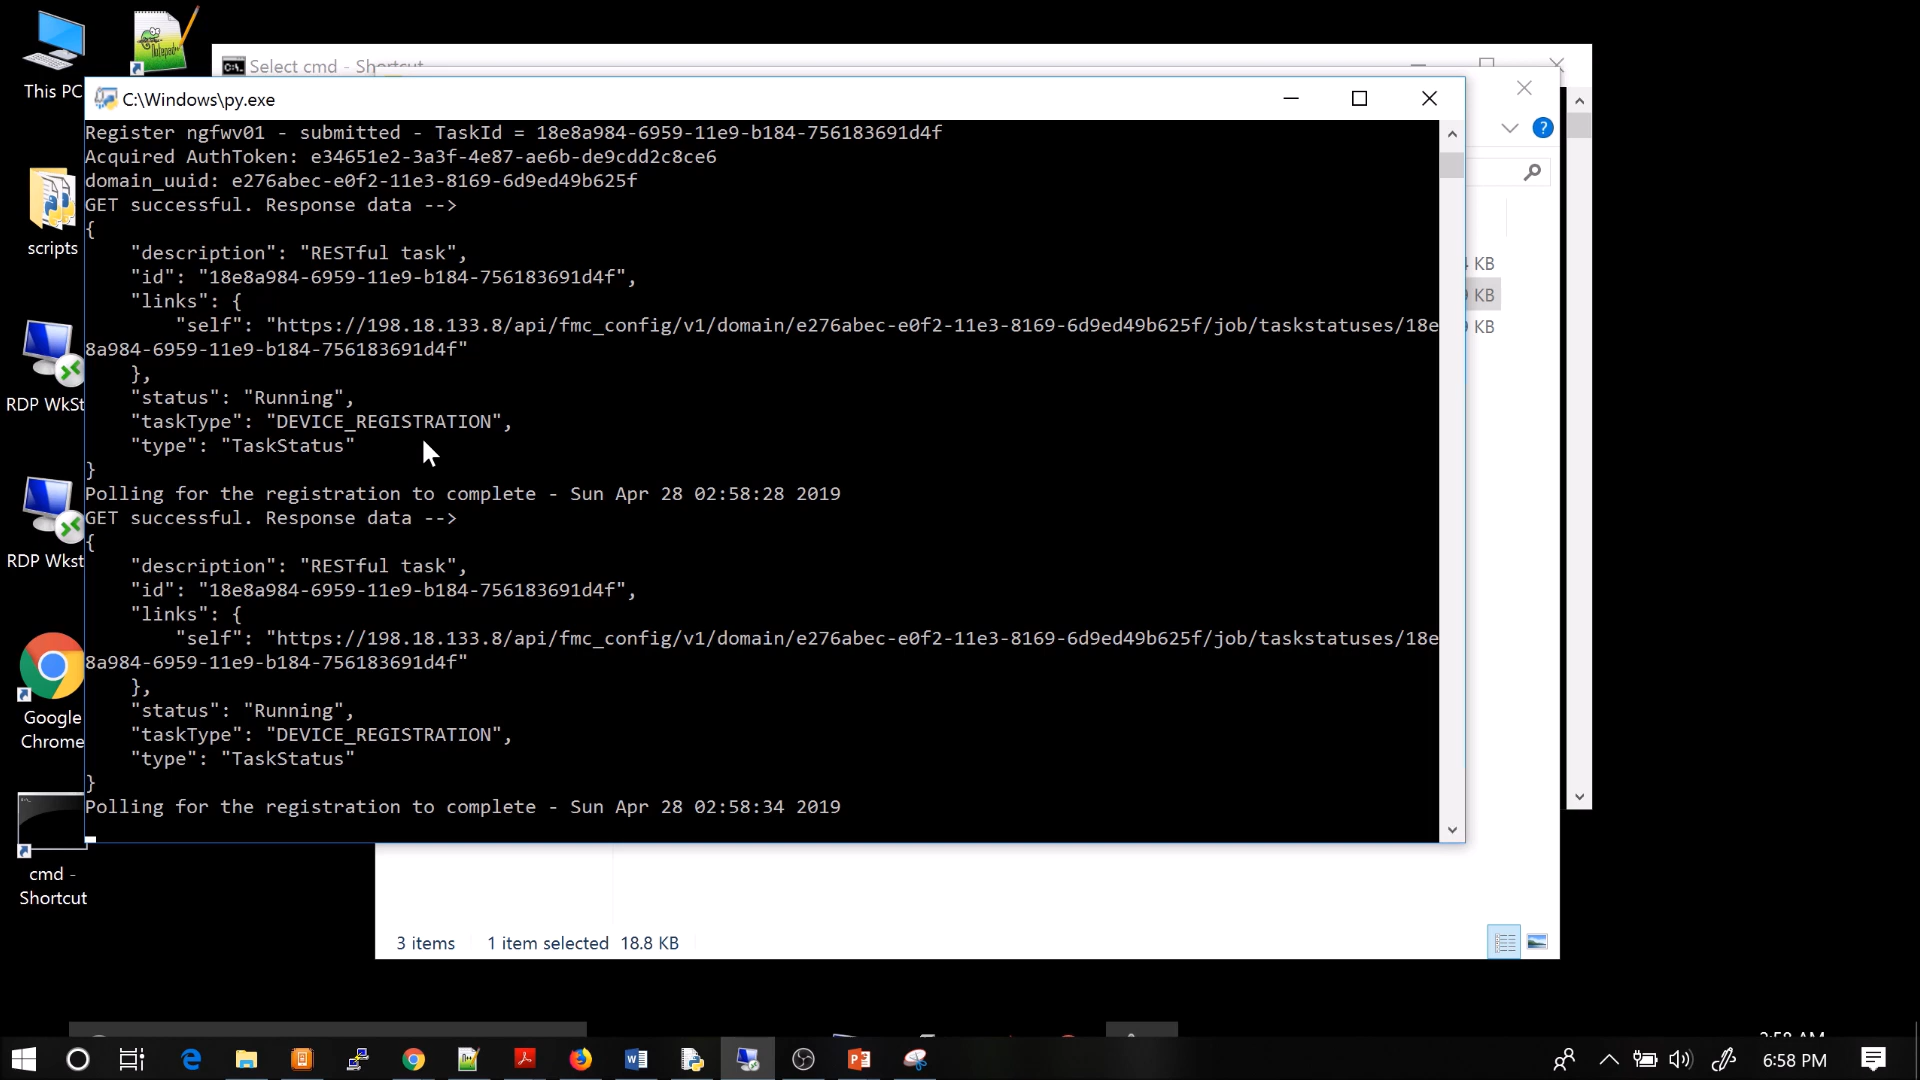 This PC
Select cmd - Shortcut
C:\Windows\py.exe
Register ngfwv01 - submitted - TaskId = 18e8a984-6959-11e9-b184-756183691d4f
Acquired AuthToken: e34651e2-3a3f-4e87-ae6b-de9cdd2c8ce6
domain_uuid: e276abec-e0f2-11e3-8169-6d9ed49b625f
GET successful. Response data -->
{
"description": "RESTful task",
"id": "18e8a984-6959-11e9-b184-756183691d4f",
"links": {
"self": "https://198.18.133.8/api/fmc_config/v1/domain/e276abec-e0f2-11e3-8169-6d9ed49b625f/job/taskstatuses/18e
8a984-6959-11e9-b184-756183691d4f"
},
"status": "Running",
"taskType": "DEVICE_REGISTRATION",
"type": "TaskStatus"
}
Polling for the registration to complete - Sun Apr 28 02:58:28 2019
GET successful. Response data -->
{
"description": "RESTful task",
"id": "18e8a984-6959-11e9-b184-756183691d4f",
"links": {
"self": "https://198.18.133.8/api/fmc_config/v1/domain/e276abec-e0f2-11e3-8169-6d9ed49b625f/job/taskstatuses/18e
8a984-6959-11e9-b184-756183691d4f"
},
"status": "Running",
"taskType": "DEVICE_REGISTRATION",
"type": "TaskStatus"
}
Polling for the registration to complete - Sun Apr 28 02:58:34 2019
KB
KB
KB
scripts
RDP WkSt
RDP Wkst
Google
Chrome
cmd -
Shortcut
3 items 1 item selected 18.8 KB
6:58 PM